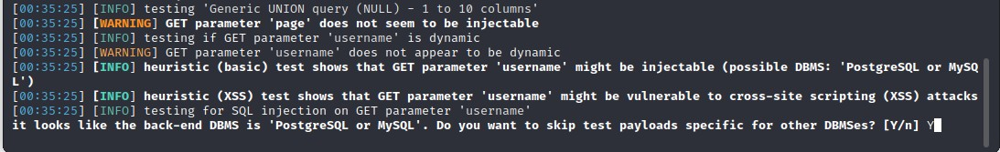 [00:35:25] [INFO] testing 'Generic UNION query (NULL) - 1 to 10 columns'
[00:35:25] [WARNING] GET parameter 'page' does not seem to be injectable
[00:35:25] [INFO] testing if GET parameter 'username' is dynamic
[00:35:25] [WARNING] GET parameter 'username' does not appear to be dynamic
[00:35:25] [INFO] heuristic (basic) test shows that GET parameter 'username' might be injectable (possible DBMS: 'PostgreSQL or MySQ
L')
[00:35:25] [INFO] heuristic (XSS) test shows that GET parameter 'username' might be vulnerable to cross-site scripting (XSS) attacks
[00:35:25] [INFO] testing for SQL injection on GET parameter 'username'
it looks like the back-end DBMS is 'PostgreSQL or MySQL'. Do you want to skip test payloads specific for other DBMSes? [Y/n] Y